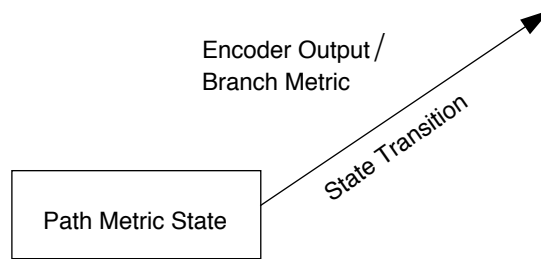 Encoder Output /
Branch Metric
State Transition
Path Metric State